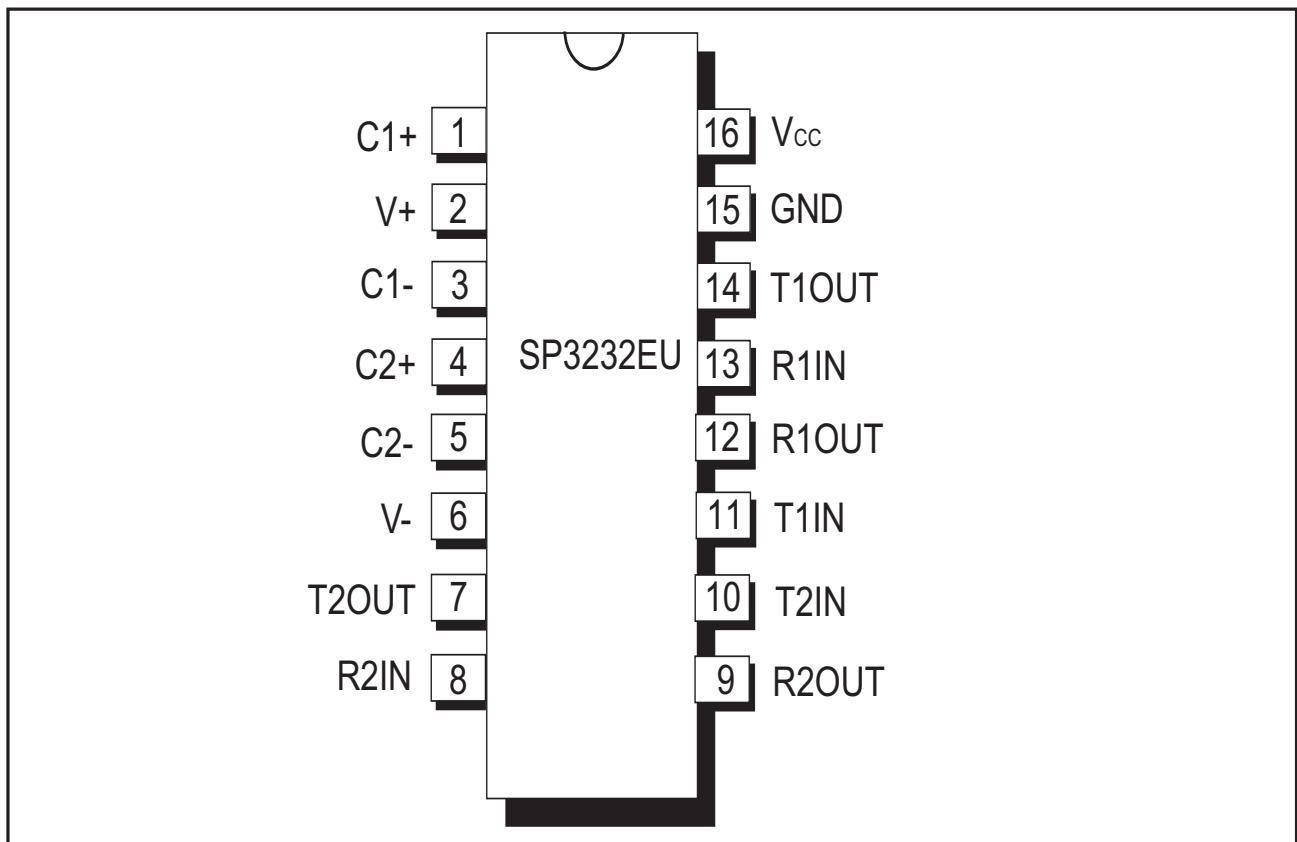 C1+ 1 16 Vcc
V+ 2 15 GND
C1- 3 14 T1OUT
SP3232EU
C2+ 4 13 R1IN
C2- 5 12 R1OUT
V- 6 11 T1IN
T2OUT 7 10 T2IN
R2IN 8 9 R2OUT